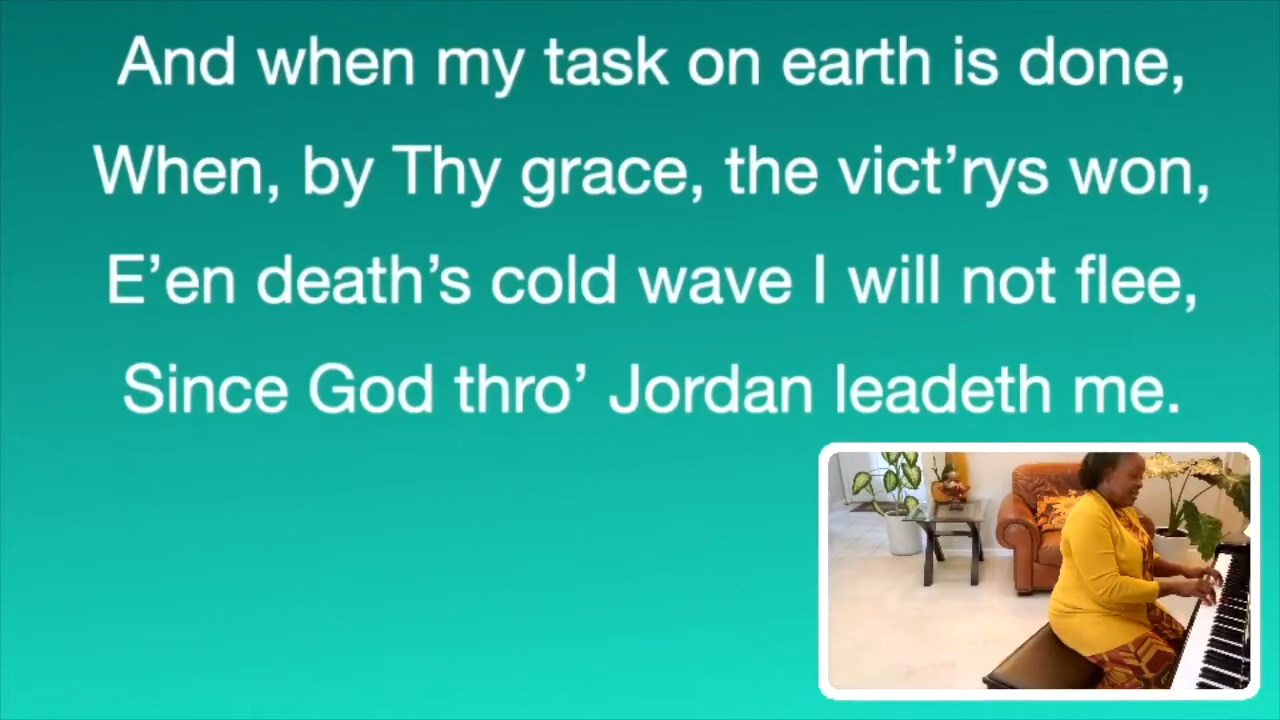 And when my task on earth is done,
When, by Thy grace, the vict’rys won,
E’en death’s cold wave I will not flee,
Since God thro’ Jordan leadeth me.